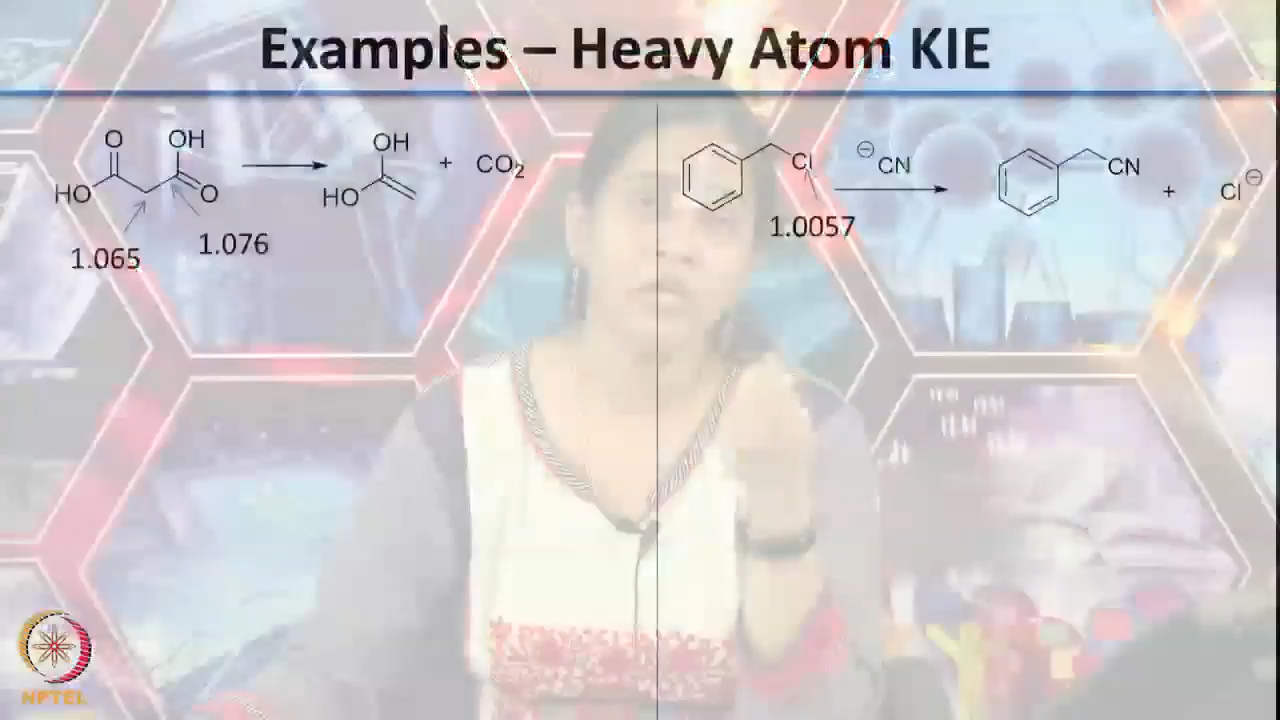 Examples – Heavy Atom KIE
O OH
HO O
1.065 1.076
OH
HO
+ CO2
Cl
1.0057
⊖CN
CN
+ Cl⊖
NPTEL